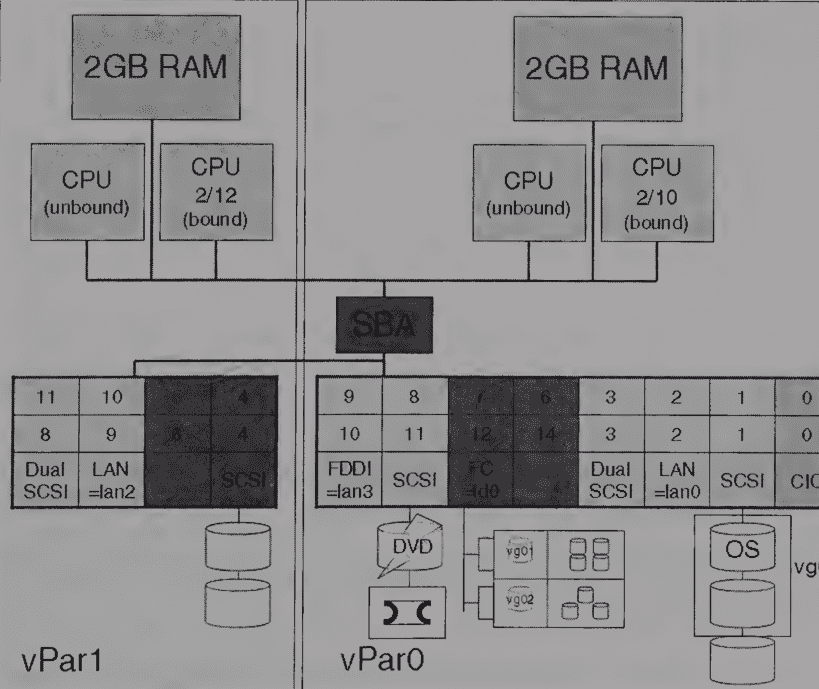 2GB RAM
2GB RAM
CPU
(unbound)
CPU
2/12
(bound)
CPU
(unbound)
CPU
2/10
(bound)
SBA
11 10 4
8 9 4
Dual SCSI
LAN =lan2
SCSI
9 8 7 6 3 2 1 0
10 11 12 14 3 2 1 0
FDDI =lan3
SCSI
FC
Dual SCSI
LAN =lan0
SCSI
DVD
vg01
vg02
OS
vPar1
vPar0